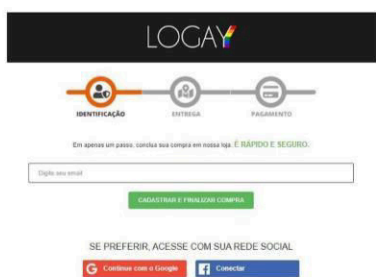 LOGAY
IDENTIFICAÇÃO ENTREGA PAGAMENTO
Em apenas um passo, conclua sua compra em nossa loja. É RÁPIDO E SEGURO.
Digite seu email
CADASTRAR E FINALIZAR COMPRA
SE PREFERIR, ACESSE COM SUA REDE SOCIAL
G Continue com o Google f Conectar